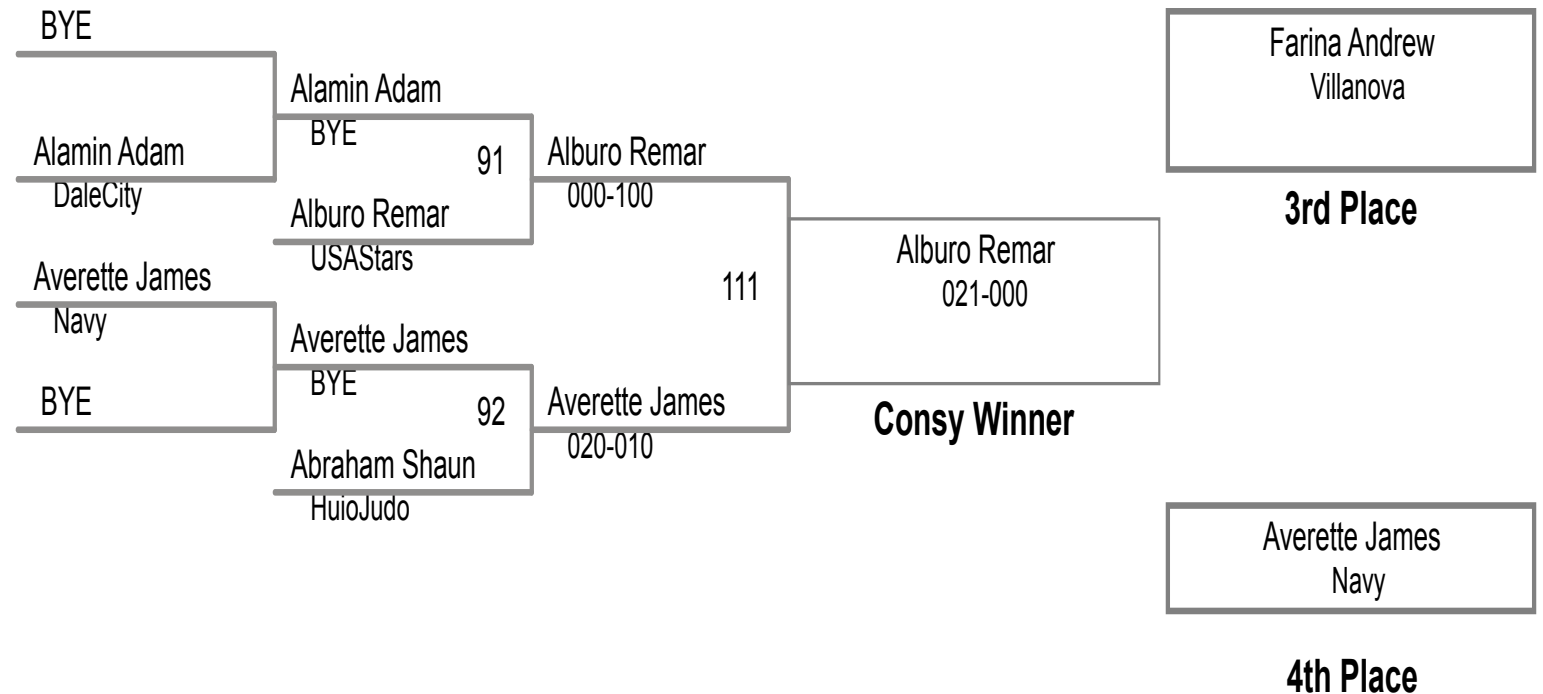 BYE
Alamin Adam
DaleCity
Averette James
Navy
BYE
Alamin Adam
BYE
91
Alburo Remar
USAStars
Averette James
BYE
92
Abraham Shaun
HuioJudo
Alburo Remar
000-100
111
Averette James
020-010
Alburo Remar
021-000
Consy Winner
Farina Andrew
Villanova
3rd Place
Averette James
Navy
4th Place